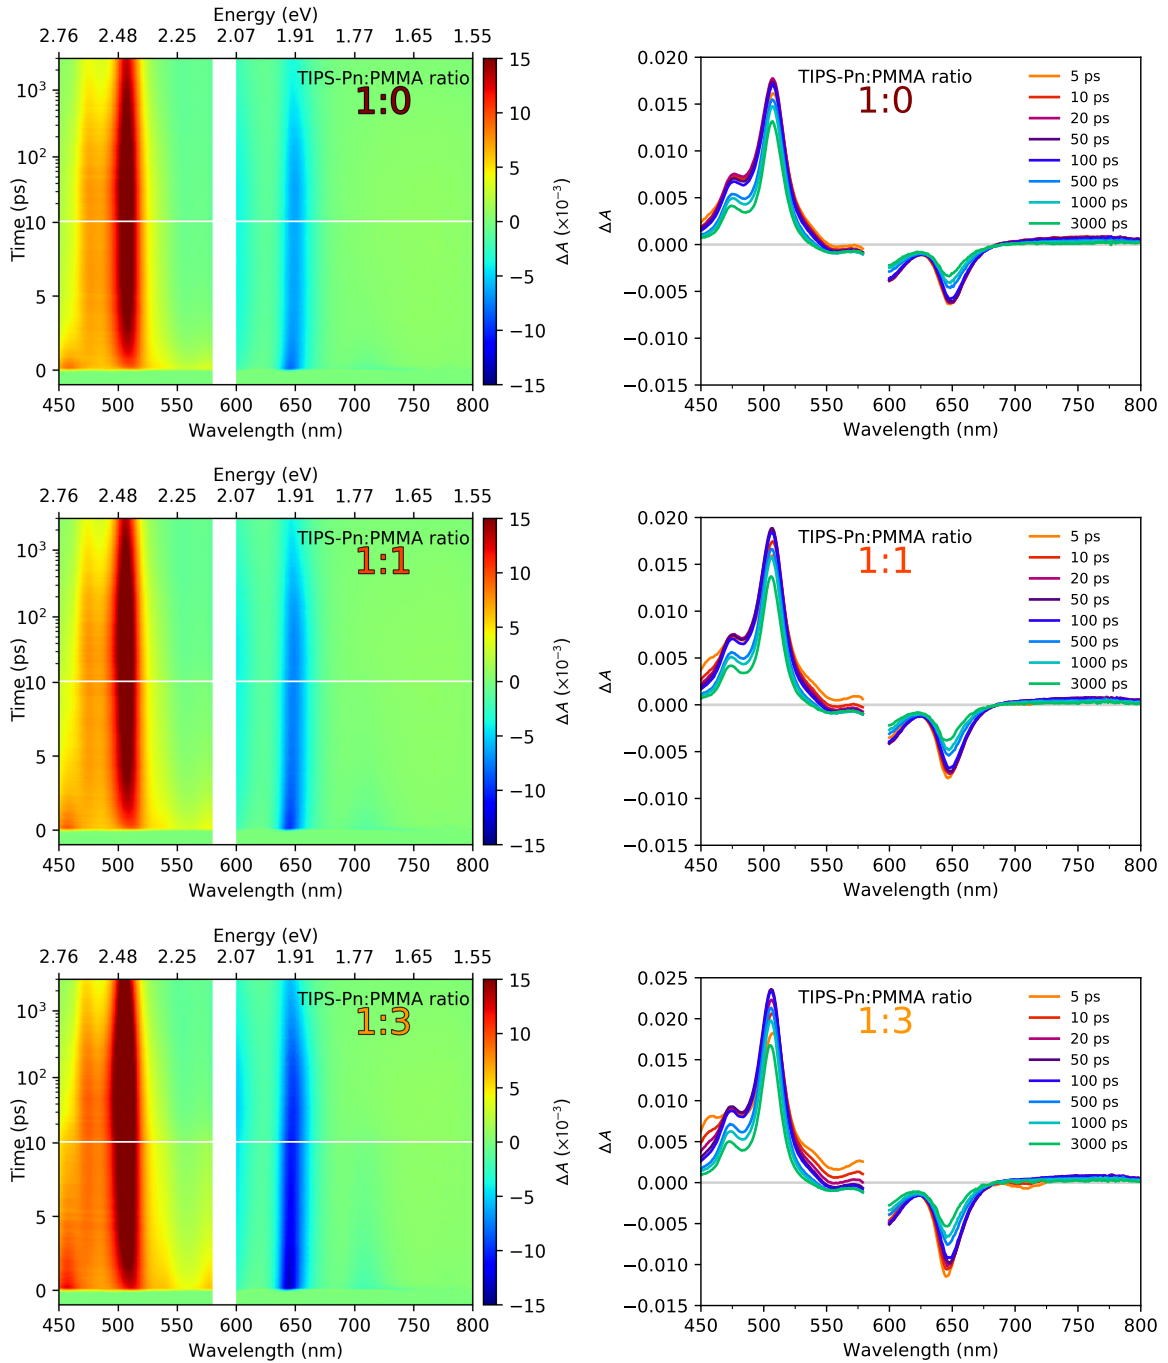 Energy (eV)
2.76 2.48 2.25 2.07 1.91 1.77 1.65 1.55
TIPS-Pn:PMMA ratio
1:0
10³
10²
10
5
0
Time (ps)
450 500 550 600 650 700 750 800
Wavelength (nm)
15
10
5
0
−5
−10
−15
ΔA (×10⁻³)
0.020
0.015
0.010
0.005
0.000
−0.005
−0.010
−0.015
ΔA
TIPS-Pn:PMMA ratio
1:0
5 ps
10 ps
20 ps
50 ps
100 ps
500 ps
1000 ps
3000 ps
450 500 550 600 650 700 750 800
Wavelength (nm)
Energy (eV)
2.76 2.48 2.25 2.07 1.91 1.77 1.65 1.55
TIPS-Pn:PMMA ratio
1:1
10³
10²
10
5
0
Time (ps)
450 500 550 600 650 700 750 800
Wavelength (nm)
15
10
5
0
−5
−10
−15
ΔA (×10⁻³)
0.020
0.015
0.010
0.005
0.000
−0.005
−0.010
−0.015
ΔA
TIPS-Pn:PMMA ratio
1:1
5 ps
10 ps
20 ps
50 ps
100 ps
500 ps
1000 ps
3000 ps
450 500 550 600 650 700 750 800
Wavelength (nm)
Energy (eV)
2.76 2.48 2.25 2.07 1.91 1.77 1.65 1.55
TIPS-Pn:PMMA ratio
1:3
10³
10²
10
5
0
Time (ps)
450 500 550 600 650 700 750 800
Wavelength (nm)
15
10
5
0
−5
−10
−15
ΔA (×10⁻³)
0.025
0.020
0.015
0.010
0.005
0.000
−0.005
−0.010
−0.015
ΔA
TIPS-Pn:PMMA ratio
1:3
5 ps
10 ps
20 ps
50 ps
100 ps
500 ps
1000 ps
3000 ps
450 500 550 600 650 700 750 800
Wavelength (nm)